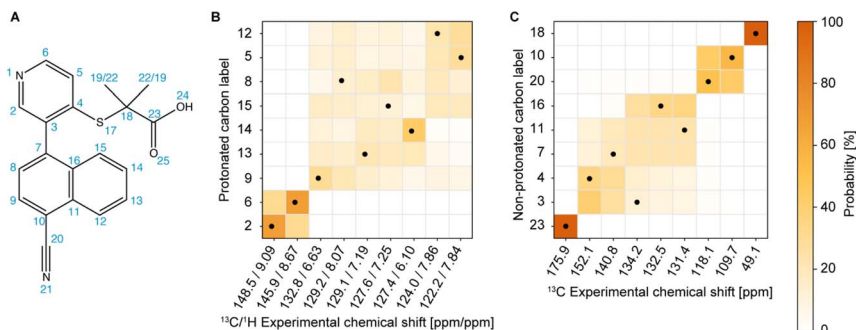 A
B
C
6
1
N
5
19/22
22/19
24
OH
2
4
23
3
S
17
18
O
25
7
8
16
15
14
9
11
13
10
12
20
N
21
Protonated carbon label
12
5
8
15
14
13
9
6
2
148.5 / 9.09
145.9 / 8.67
132.8 / 6.63
129.2 / 8.07
129.1 / 7.19
127.6 / 7.25
127.4 / 6.10
124.0 / 7.86
122.2 / 7.84
¹³C/¹H Experimental chemical shift [ppm/ppm]
Non-protonated carbon label
18
10
20
16
11
7
4
3
23
175.9
152.1
140.8
134.2
132.5
131.4
118.1
109.7
49.1
¹³C Experimental chemical shift [ppm]
100
80
60
40
20
0
Probability [%]